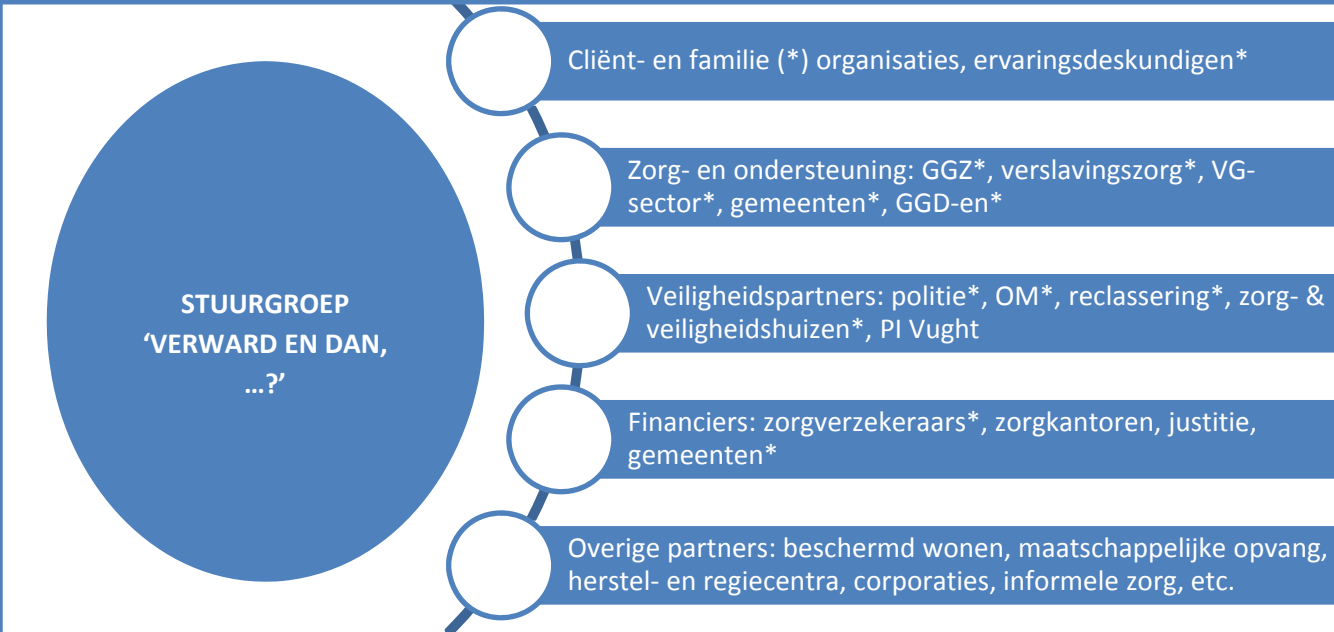 STUURGROEP
‘VERWARD EN DAN,
…?’
Cliënt- en familie (*) organisaties, ervaringsdeskundigen*
Zorg- en ondersteuning: GGZ*, verslavingszorg*, VG-
sector*, gemeenten*, GGD-en*
Veiligheidspartners: politie*, OM*, reclassering*, zorg- &
veiligheidshuizen*, PI Vught
Financiers: zorgverzekeraars*, zorgkantoren, justitie,
gemeenten*
Overige partners: beschermd wonen, maatschappelijke opvang,
herstel- en regiecentra, corporaties, informele zorg, etc.